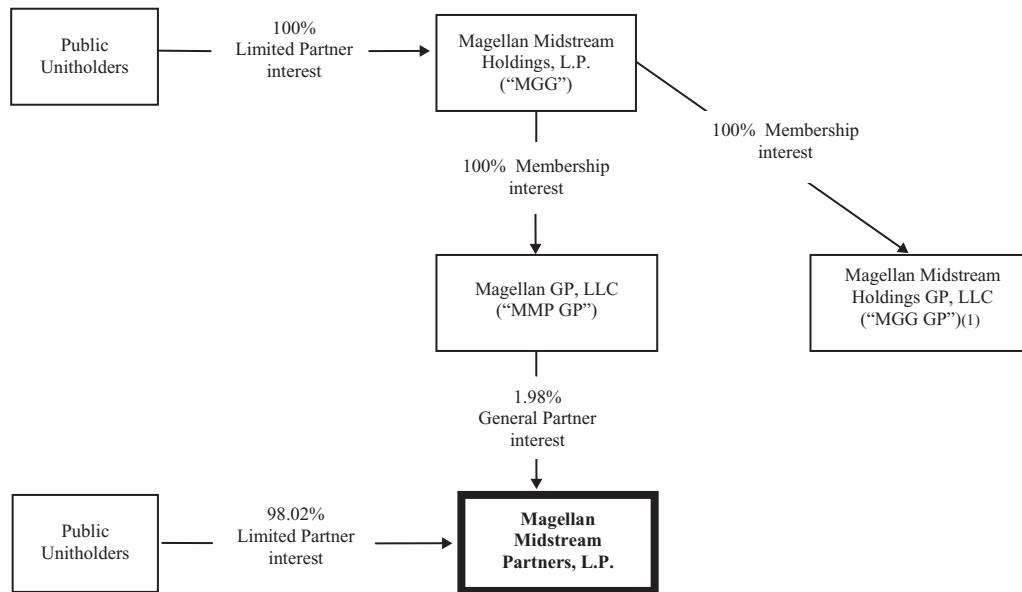 Public
Unitholders
100%
Limited Partner
interest
Magellan Midstream
Holdings, L.P.
(“MGG”)
100%  Membership
interest
100%  Membership
interest
Magellan GP, LLC
(“MMP GP”)
Magellan Midstream
Holdings GP, LLC
(“MGG GP”)(1)
1.98%
General Partner
interest
Public
Unitholders
98.02%
Limited Partner
interest
Magellan
Midstream
Partners, L.P.